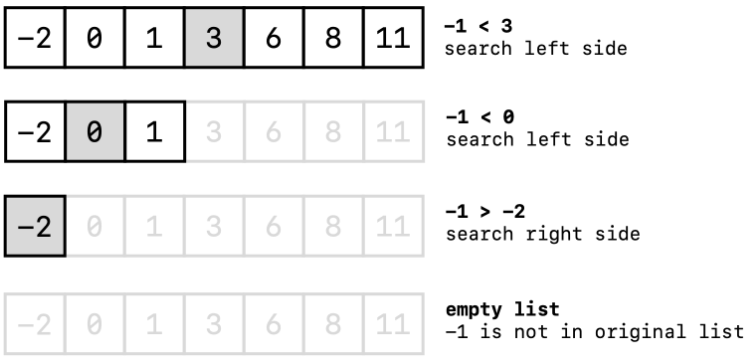 −2 0 1 3 6 8 11
−1 < 3
search left side
−2 0 1 3 6 8 11
−1 < 0
search left side
−2 0 1 3 6 8 11
−1 > −2
search right side
−2 0 1 3 6 8 11
empty list
−1 is not in original list